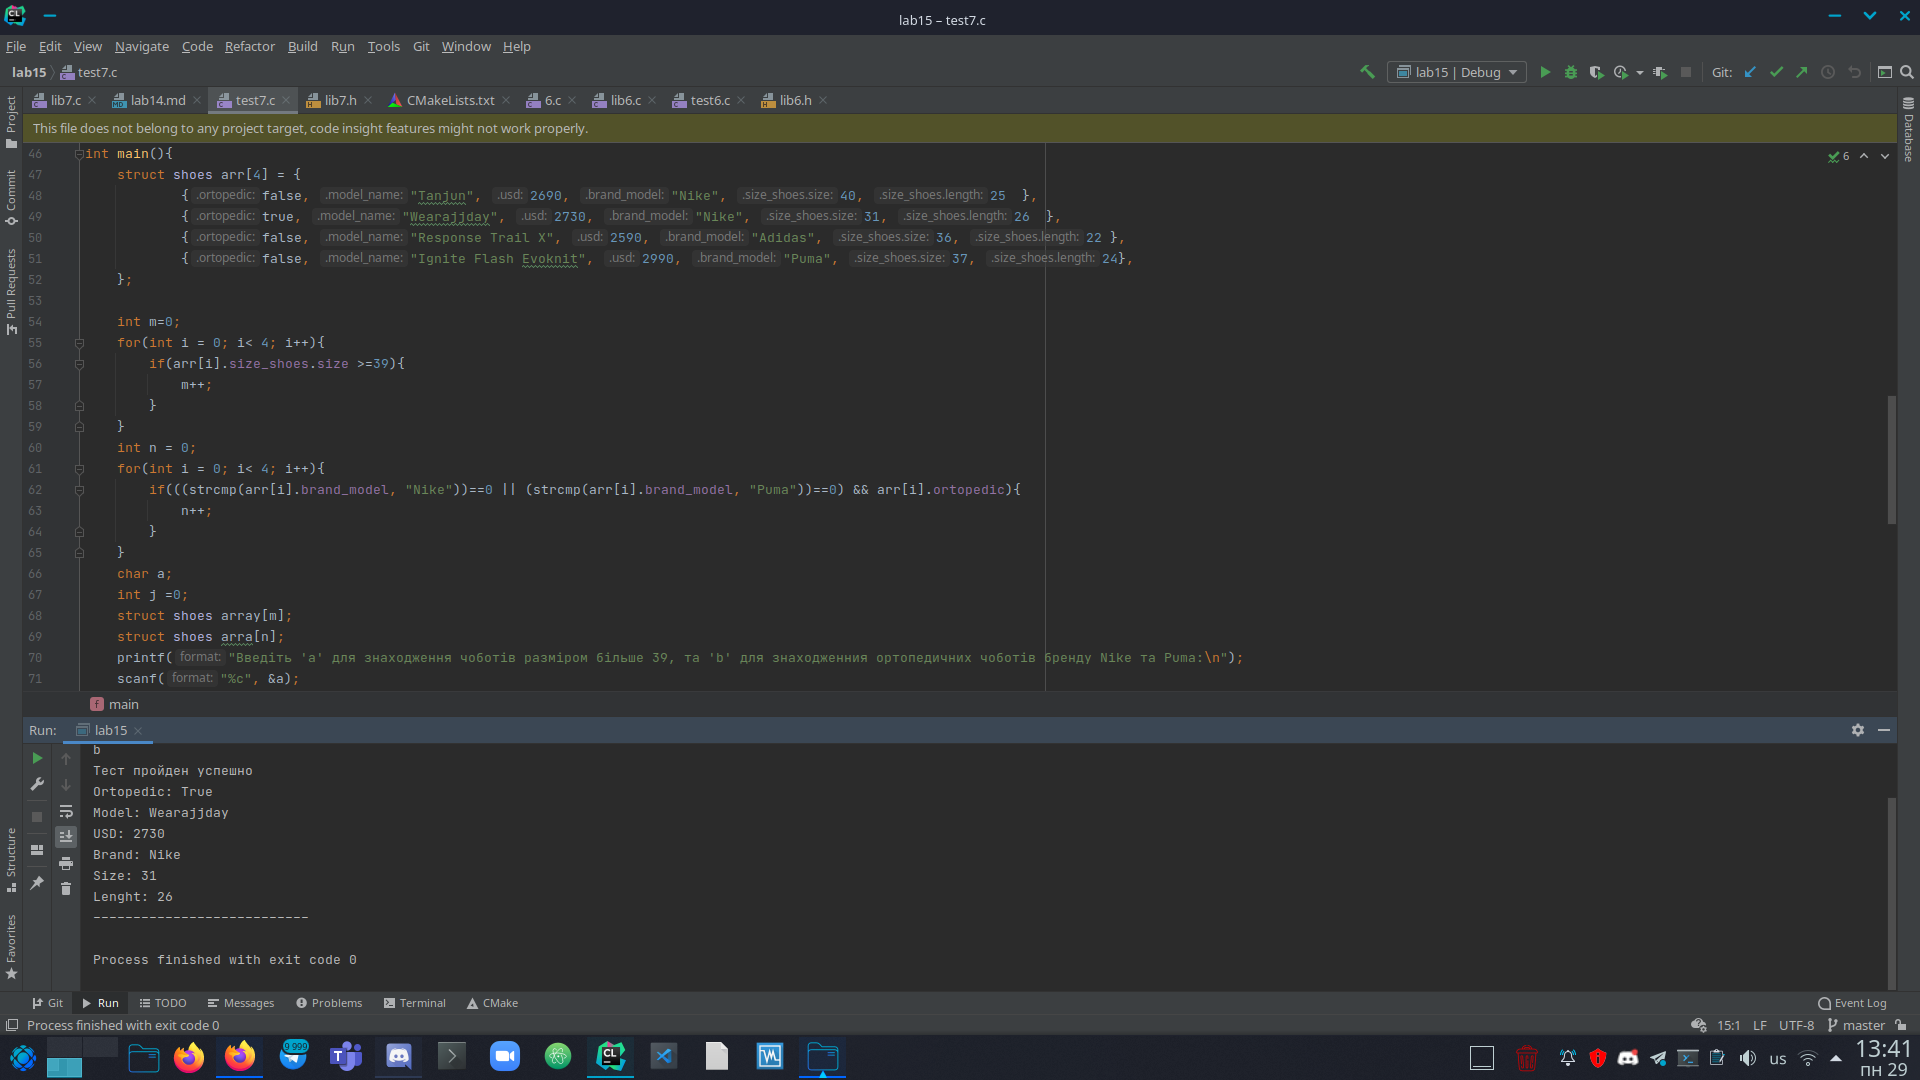 lab15 – test7.c
File Edit View Navigate Code Refactor Build Run Tools Git Window Help
lab15 test7.c lab15 | Debug Git:
lib7.c lab14.md test7.c lib7.h CMakeLists.txt 6.c lib6.c test6.c lib6.h
This file does not belong to any project target, code insight features might not work properly.
Project
Commit
Pull Requests
Structure
Favorites
Database
6
46 int main(){
47 struct shoes arr[4] = {
48 { .ortopedic: false, .model_name: "Tanjun", .usd: 2690, .brand_model: "Nike", .size_shoes.size: 40, .size_shoes.length: 25 },
49 { .ortopedic: true, .model_name: "Wearajjday", .usd: 2730, .brand_model: "Nike", .size_shoes.size: 31, .size_shoes.length: 26 },
50 { .ortopedic: false, .model_name: "Response Trail X", .usd: 2590, .brand_model: "Adidas", .size_shoes.size: 36, .size_shoes.length: 22 },
51 { .ortopedic: false, .model_name: "Ignite Flash Evoknit", .usd: 2990, .brand_model: "Puma", .size_shoes.size: 37, .size_shoes.length: 24},
52 };
53
54 int m=0;
55 for(int i = 0; i< 4; i++){
56 if(arr[i].size_shoes.size >=39){
57 m++;
58 }
59 }
60 int n = 0;
61 for(int i = 0; i< 4; i++){
62 if(((strcmp(arr[i].brand_model, "Nike"))==0 || (strcmp(arr[i].brand_model, "Puma"))==0) && arr[i].ortopedic){
63 n++;
64 }
65 }
66 char a;
67 int j =0;
68 struct shoes array[m];
69 struct shoes arra[n];
70 printf( format: "Введіть 'a' для знаходження чоботів разміром більше 39, та 'b' для знаходженния ортопедичних чоботів бренду Nike та Puma:\n");
71 scanf( format: "%c", &a);
f main
Run: lab15
b
Тест пройден успешно
Ortopedic: True
Model: Wearajjday
USD: 2730
Brand: Nike
Size: 31
Lenght: 26
---------------------------
Process finished with exit code 0
Git Run TODO Messages Problems Terminal CMake Event Log
Process finished with exit code 0 15:1 LF UTF-8 master
9 999
us 13:41
пн 29